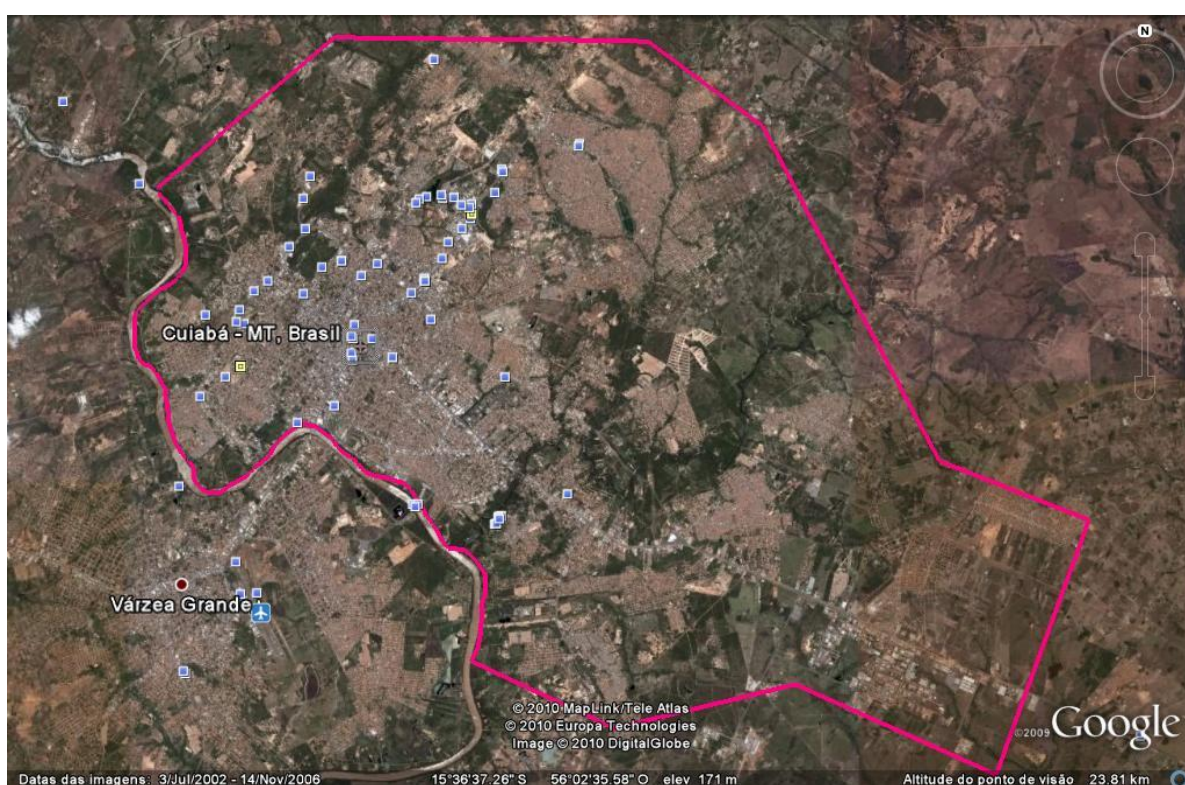 N
Cuiabá - MT, Brasil
Várzea Grande
© 2010 MapLink/Tele Atlas
© 2010 Europa Technologies
Image © 2010 DigitalGlobe
©2009 Google
Datas das imagens: 3/Jul/2002 - 14/Nov/2006 15°36'37.26" S 56°02'35.58" O elev 171 m Altitude do ponto de visão 23.81 km